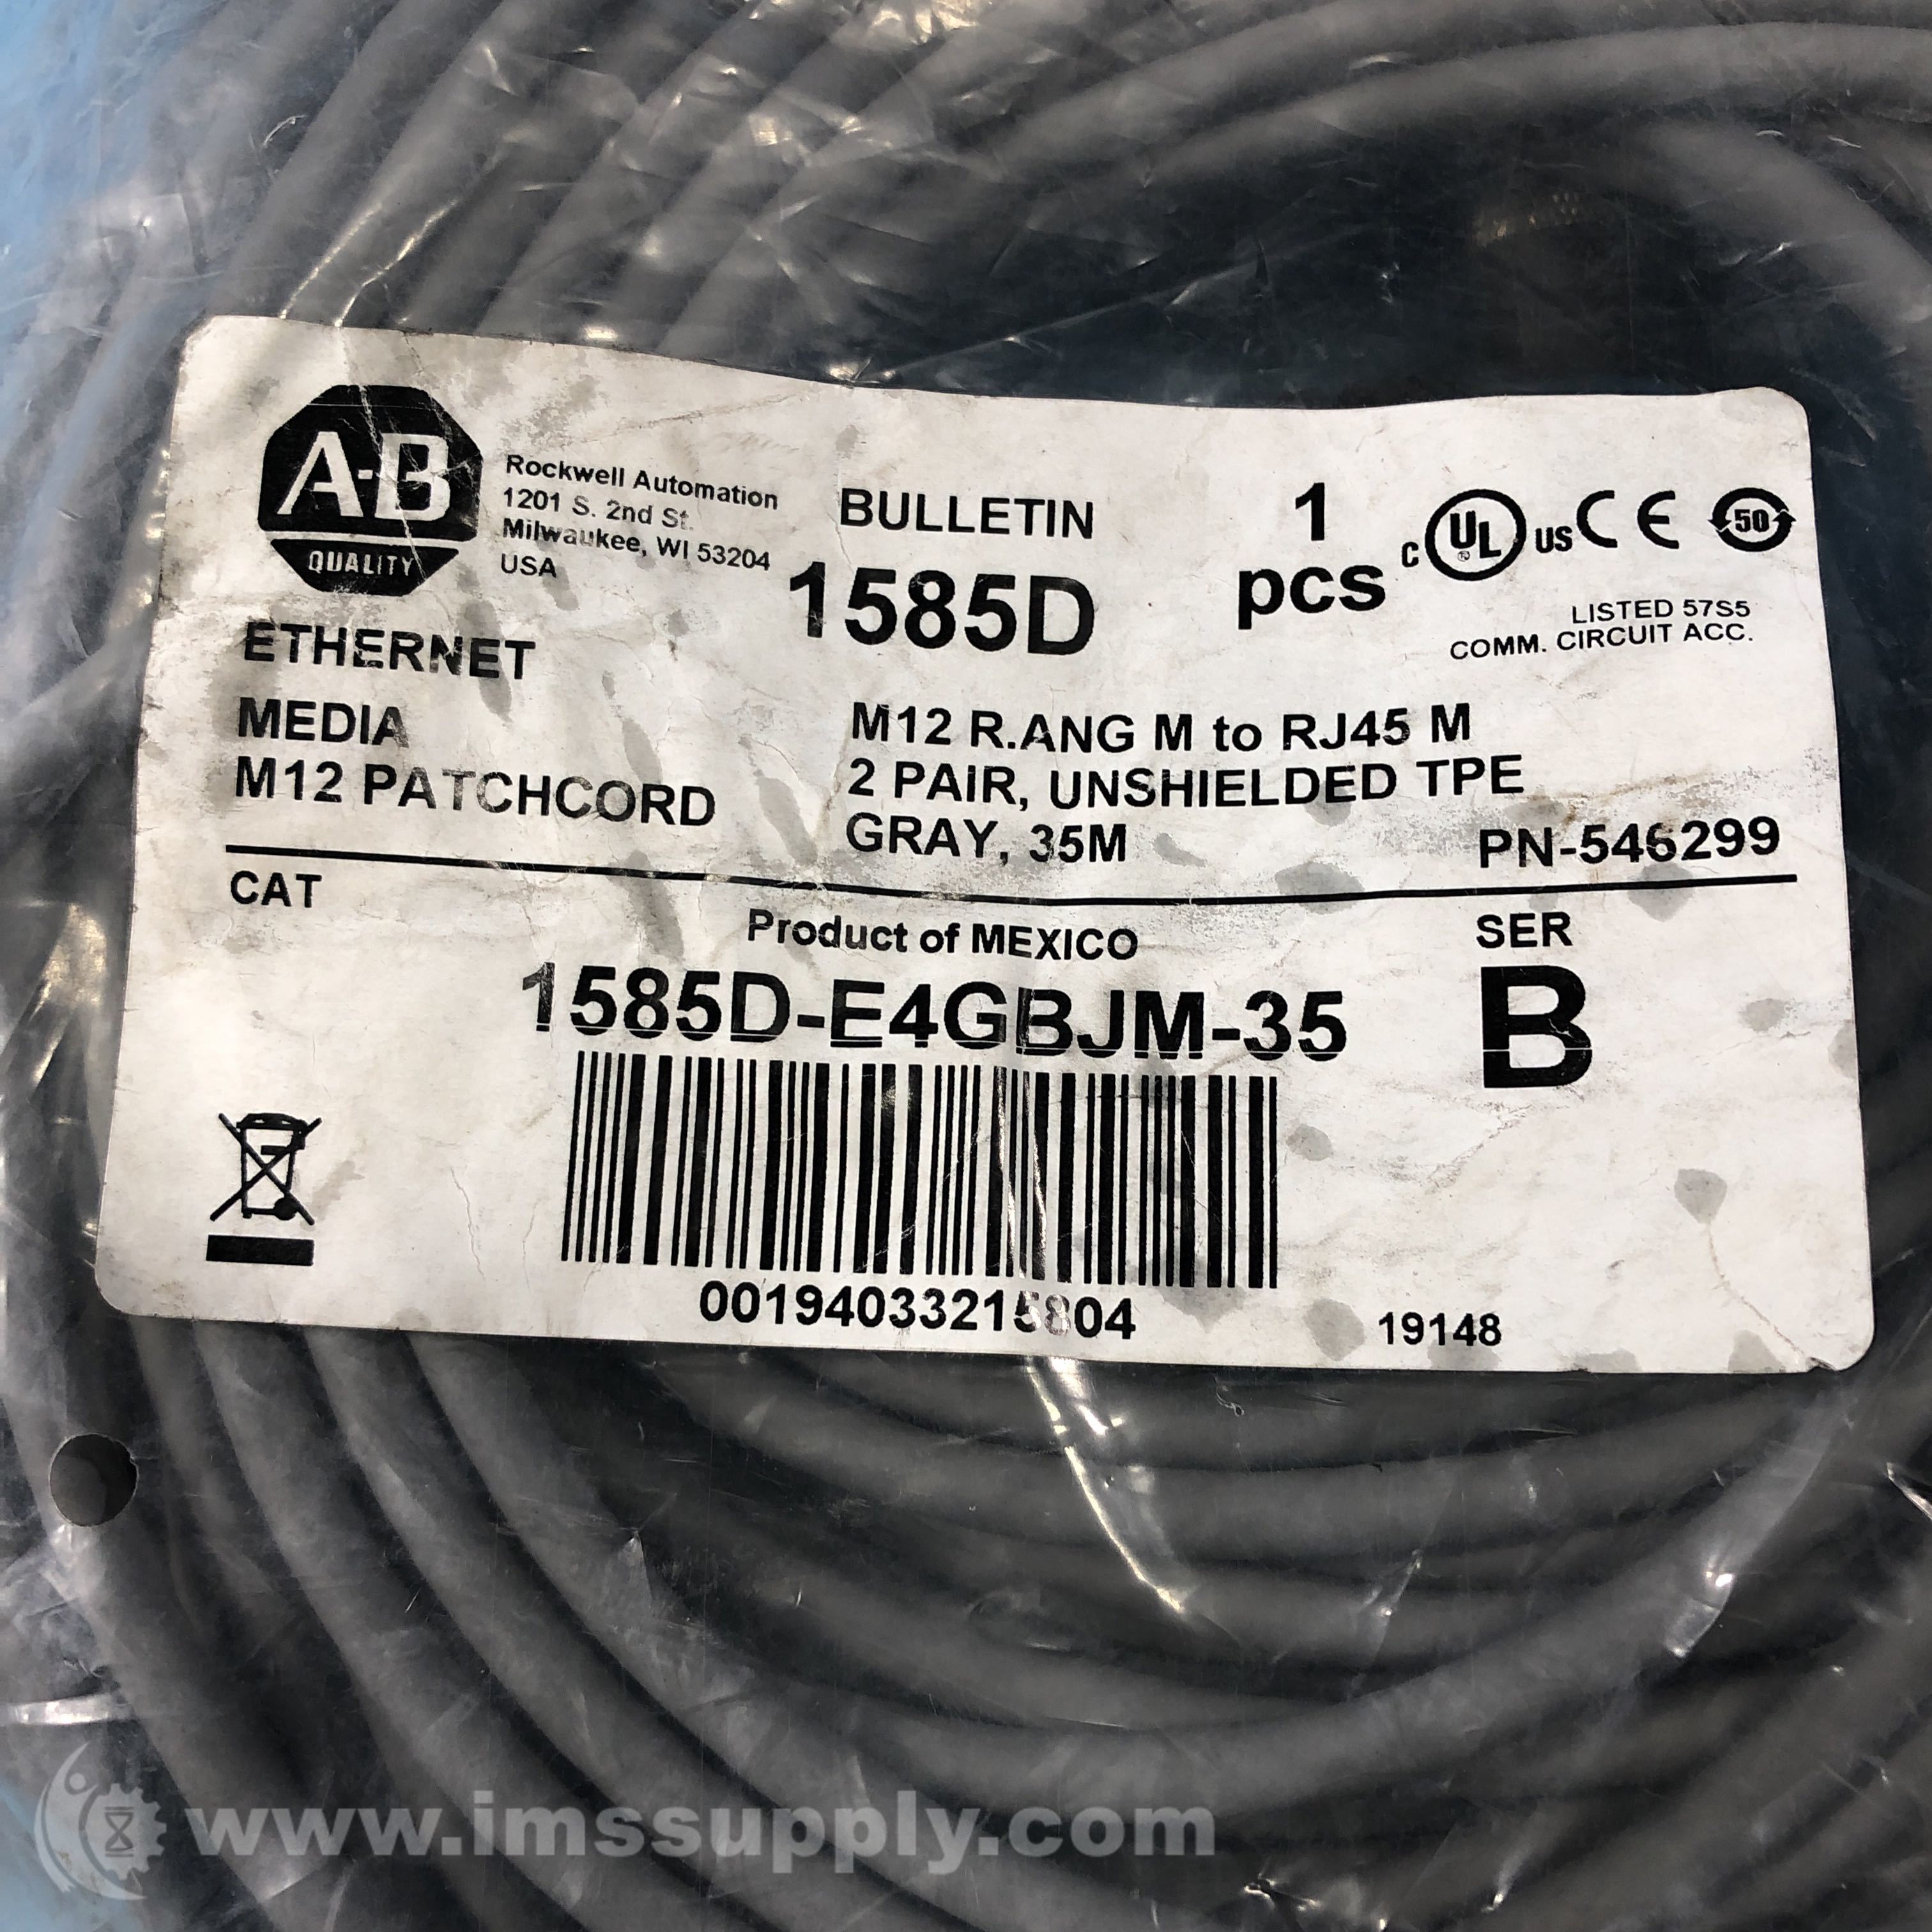 A-B
QUALITY
Rockwell Automation
1201 S. 2nd St.
Milwaukee, WI 53204
USA
BULLETIN
1585D
1
pcs
C UL US CE 50
®
LISTED 57S5
COMM. CIRCUIT ACC.
ETHERNET
MEDIA
M12 PATCHCORD
M12 R.ANG M to RJ45 M
2 PAIR, UNSHIELDED TPE
GRAY, 35M
PN-546299
CAT
Product of MEXICO
1585D-E4GBJM-35
SER
B
00194033215804
19148
www.imssupply.com